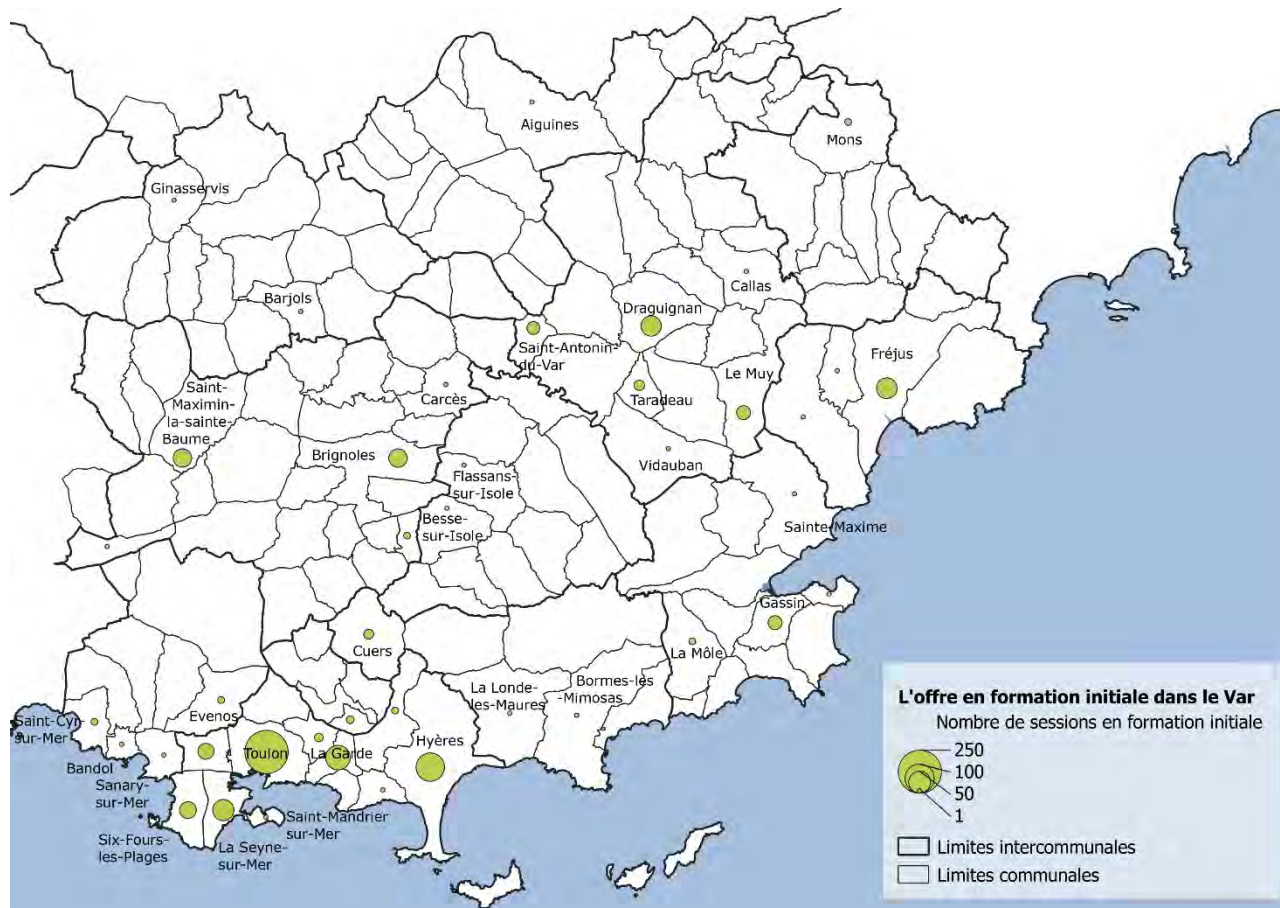 Aiguines
Mons
Ginasservis
Callas
Barjols
Draguignan
Saint-Antonin-
du-Var
Fréjus
Le Muy
Taradeau
Saint-
Maximin-
la-sainte-
Baume
Carcès
Brignoles
Vidauban
Flassans-
sur-Isole
Besse-
sur-Isole
Sainte-Maxime
Gassin
Cuers
La Môle
La Londe-
les-Maures
Bormes-les
-Mimosas
Evenos
Saint-Cyr-
sur-Mer
Toulon
La Garde
Hyères
Bandol
Sanary-
sur-Mer
Six-Fours-
les-Plages
La Seyne-
sur-Mer
Saint-Mandrier
sur-Mer
L'offre en formation initiale dans le Var
Nombre de sessions en formation initiale
250
100
50
1
Limites intercommunales
Limites communales